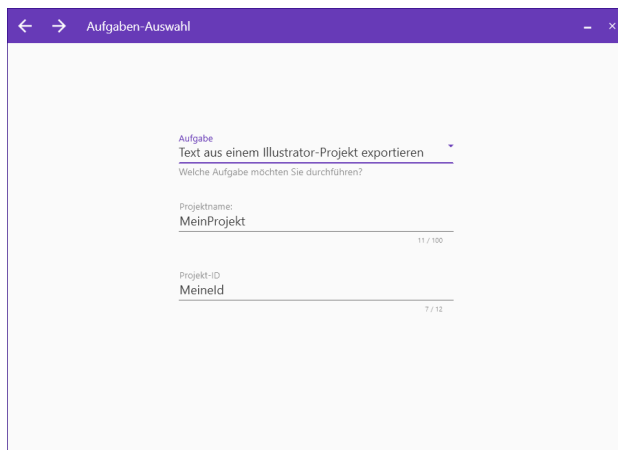 Aufgaben-Auswahl
Aufgabe
Text aus einem Illustrator-Projekt exportieren
Welche Aufgabe möchten Sie durchführen?
Projektname:
MeinProjekt
11 / 100
Projekt-ID
MeineId
7 / 12